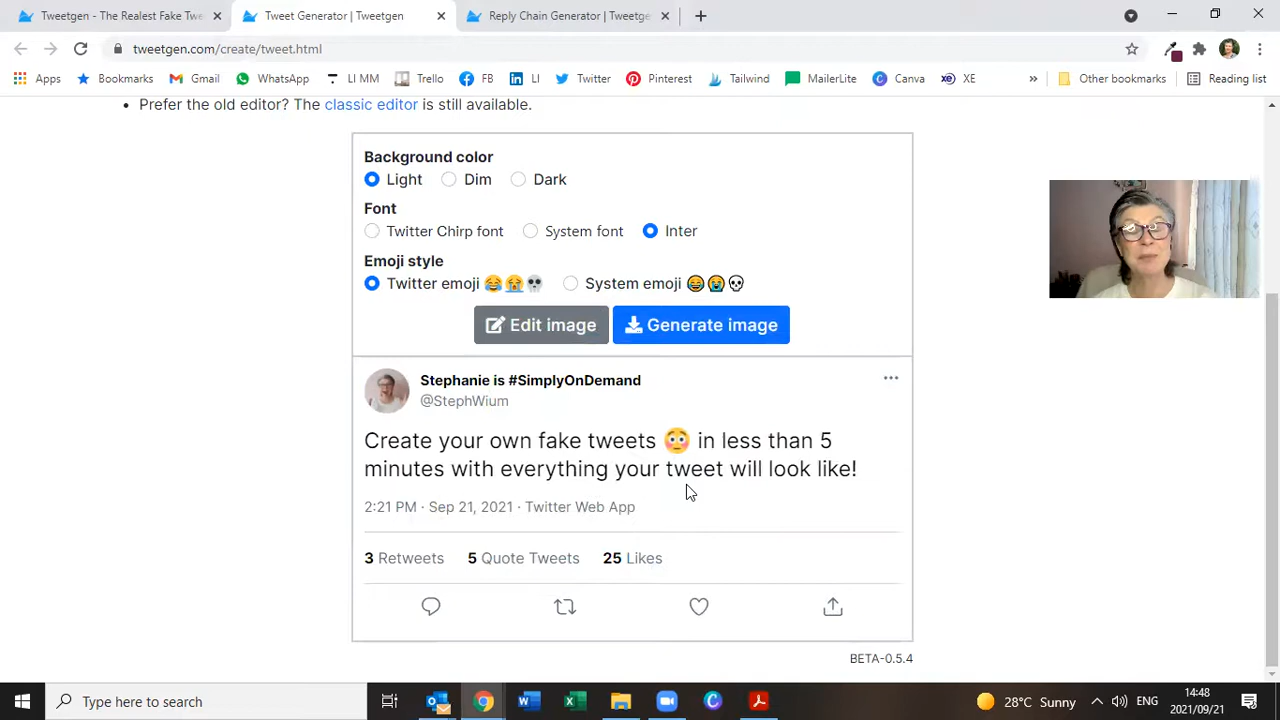 Tweetgen - The Realest Fake Twe
Tweet Generator | Tweetgen
Reply Chain Generator | Tweetge
tweetgen.com/create/tweet.html
Apps
Bookmarks
Gmail
WhatsApp
LI MM
Trello
FB
LI
Twitter
Pinterest
Tailwind
MailerLite
Canva
XE
»
Other bookmarks
Reading list
• Prefer the old editor? The classic editor is still available.
Background color
Light Dim Dark
Font
Twitter Chirp font System font Inter
Emoji style
Twitter emoji 😂😭💀 System emoji 😂😭💀
Edit image Generate image
Stephanie is #SimplyOnDemand
@StephWium
Create your own fake tweets 😳 in less than 5
minutes with everything your tweet will look like!
2:21 PM · Sep 21, 2021 · Twitter Web App
3 Retweets 5 Quote Tweets 25 Likes
BETA-0.5.4
Type here to search
28°C Sunny
ENG
14:48
2021/09/21